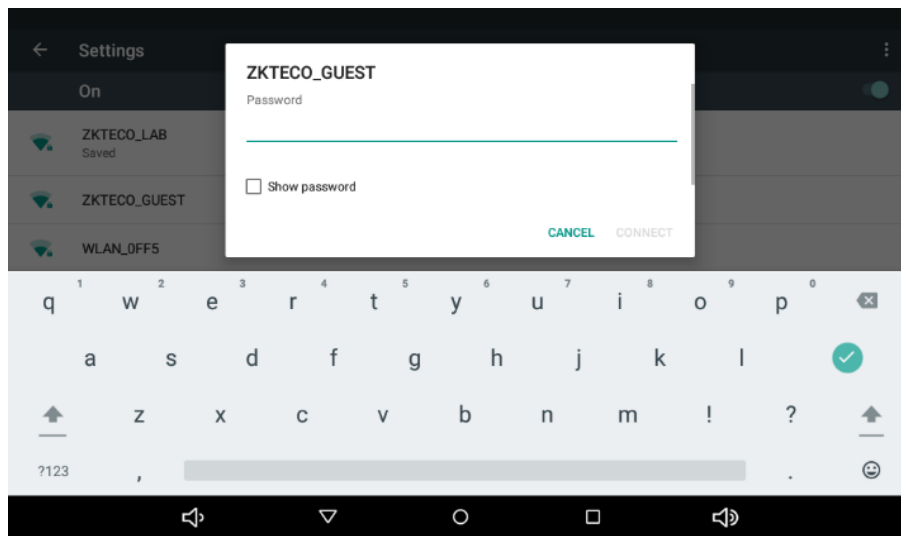 Settings
On
ZKTECO_LAB
Saved
ZKTECO_GUEST
WLAN_0FF5
ZKTECO_GUEST
Password
Show password
CANCEL CONNECT
q 1 w 2 e 3 r 4 t 5 y 6 u 7 i 8 o 9 p 0
a s d f g h j k l
z x c v b n m ! ?
?123 , .